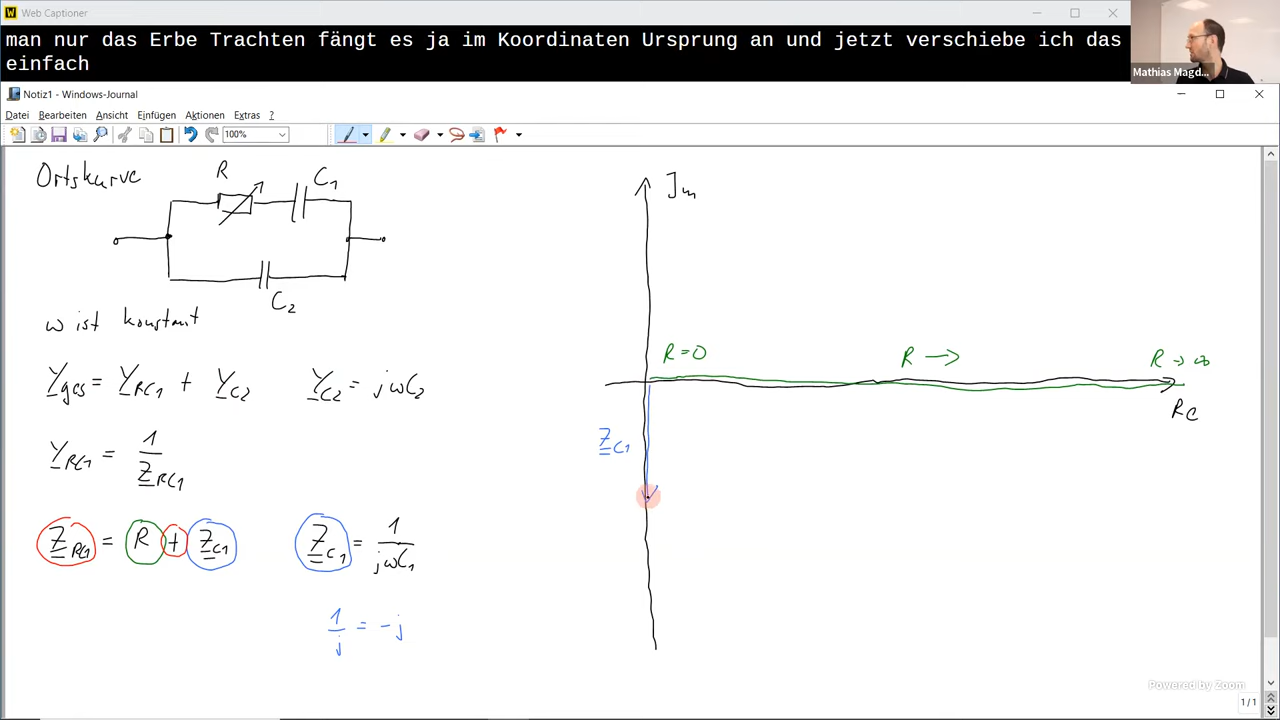 Web Captioner
man nur das Erbe Trachten fängt es ja im Koordinaten Ursprung an und jetzt verschiebe ich das
einfach
Mathias Magd...
Notiz1 - Windows-Journal
Datei Bearbeiten Ansicht Einfügen Aktionen Extras ?
100%
Ortskurve
R
C1
C2
ω ist konstant
Yges = YRC1 + YC2 YC2 = jωC2
YRC1 = 1/ZRC1
ZRC1 = R + ZC1 ZC1 = 1/jωC1
1/j = -j
Im
R=0 R → R → ∞
Re
ZC1
Powered by Zoom
1/1